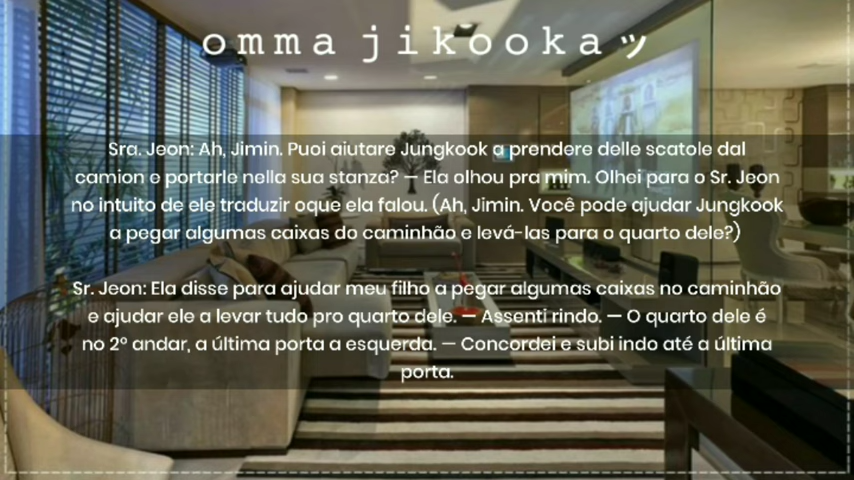 omma jikooka ツ
Sra. Jeon: Ah, Jimin. Puoi aiutare Jungkook a prendere delle scatole dal
camion e portarle nella sua stanza? — Ela olhou pra mim. Olhei para o Sr. Jeon
no intuito de ele traduzir oque ela falou. (Ah, Jimin. Você pode ajudar Jungkook
a pegar algumas caixas do caminhão e levá-las para o quarto dele?)
Sr. Jeon: Ela disse para ajudar meu filho a pegar algumas caixas no caminhão
e ajudar ele a levar tudo pro quarto dele. — Assenti rindo. — O quarto dele é
no 2° andar, a última porta a esquerda. — Concordei e subi indo até a última
porta.